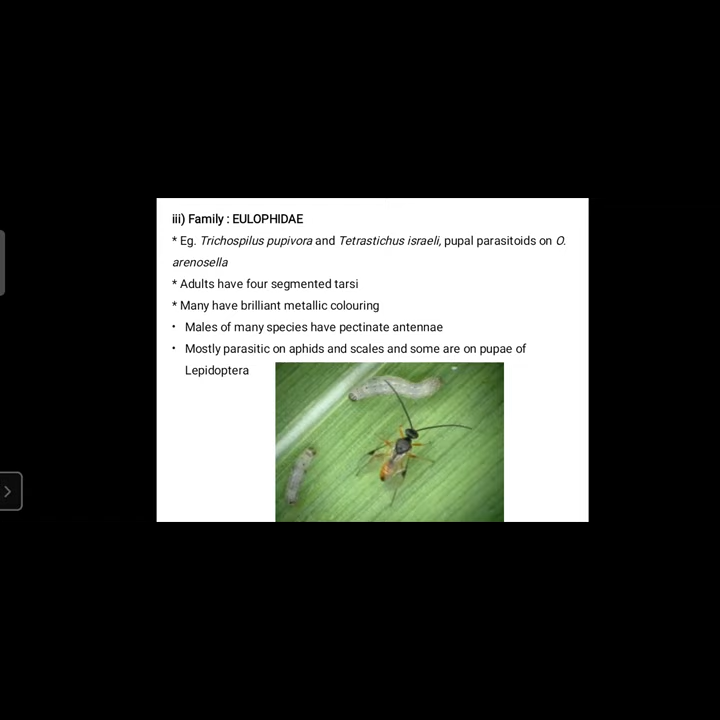 iii) Family : EULOPHIDAE
* Eg. Trichospilus pupivora and Tetrastichus israeli, pupal parasitoids on O.
arenosella
* Adults have four segmented tarsi
* Many have brilliant metallic colouring
• Males of many species have pectinate antennae
• Mostly parasitic on aphids and scales and some are on pupae of
Lepidoptera